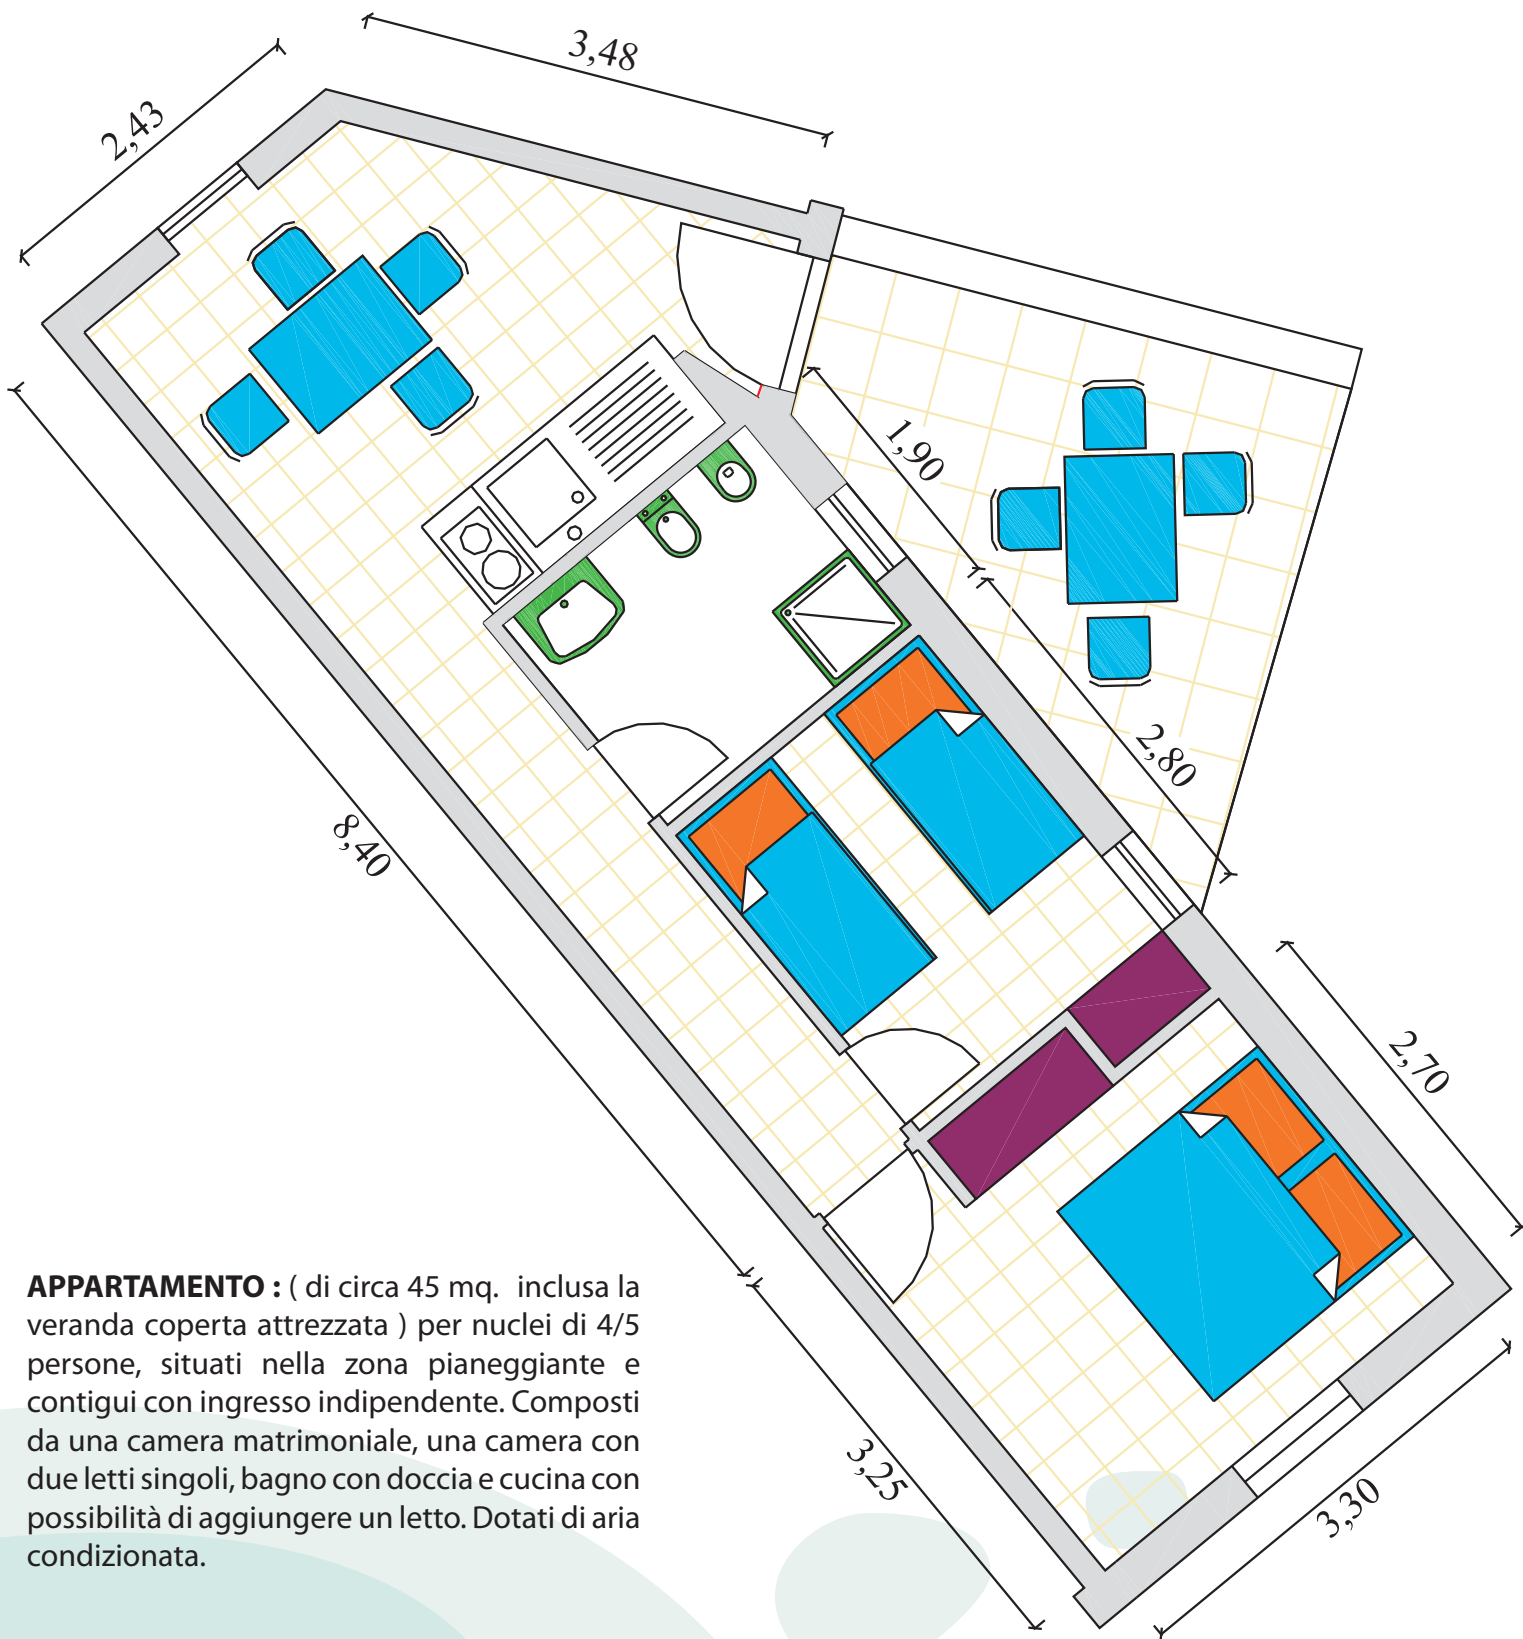 3,48
2,43
1,90
2,80
8,40
2,70
APPARTAMENTO : ( di circa 45 mq. inclusa la
veranda coperta attrezzata ) per nuclei di 4/5
persone, situati nella zona pianeggiante e
contigui con ingresso indipendente. Composti
da una camera matrimoniale, una camera con
due letti singoli, bagno con doccia e cucina con
possibilità di aggiungere un letto. Dotati di aria
condizionata.
3,25
3,30